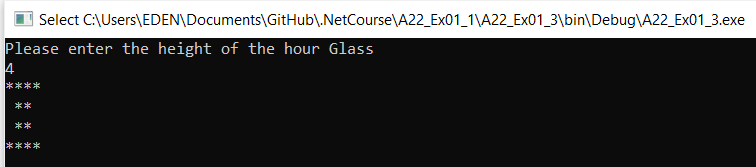 Select C:\Users\EDEN\Documents\GitHub\.NetCourse\A22_Ex01_1\A22_Ex01_3\bin\Debug\A22_Ex01_3.exe
Please enter the height of the hour Glass
4
****
 **
 **
****